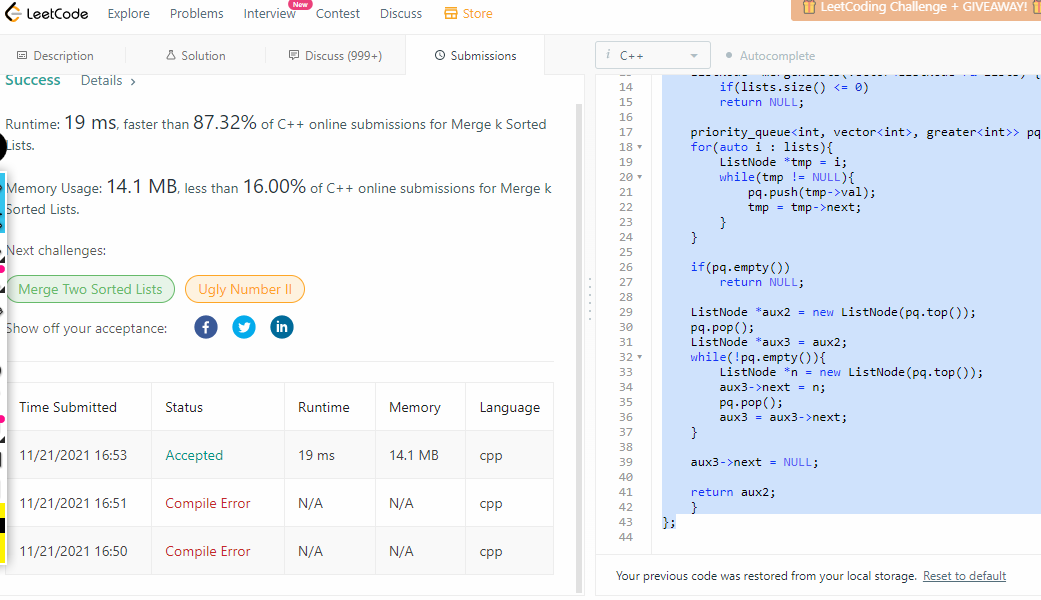 LeetCode Explore Problems Interview New Contest Discuss Store LeetCoding Challenge + GIVEAWAY!
Description Solution Discuss (999+) Submissions
i C++ Autocomplete
Success Details >
Runtime: 19 ms, faster than 87.32% of C++ online submissions for Merge k Sorted
Lists.
Memory Usage: 14.1 MB, less than 16.00% of C++ online submissions for Merge k
Sorted Lists.
Next challenges:
Merge Two Sorted Lists Ugly Number II
Show off your acceptance:
Time Submitted Status Runtime Memory Language
11/21/2021 16:53 Accepted 19 ms 14.1 MB cpp
11/21/2021 16:51 Compile Error N/A N/A cpp
11/21/2021 16:50 Compile Error N/A N/A cpp
14 if(lists.size() <= 0)
15 return NULL;
16
17 priority_queue<int, vector<int>, greater<int>> pq
18 for(auto i : lists){
19 ListNode *tmp = i;
20 while(tmp != NULL){
21 pq.push(tmp->val);
22 tmp = tmp->next;
23 }
24 }
25
26 if(pq.empty())
27 return NULL;
28
29 ListNode *aux2 = new ListNode(pq.top());
30 pq.pop();
31 ListNode *aux3 = aux2;
32 while(!pq.empty()){
33 ListNode *n = new ListNode(pq.top());
34 aux3->next = n;
35 pq.pop();
36 aux3 = aux3->next;
37 }
38
39 aux3->next = NULL;
40
41 return aux2;
42 }
43 };
44
Your previous code was restored from your local storage. Reset to default